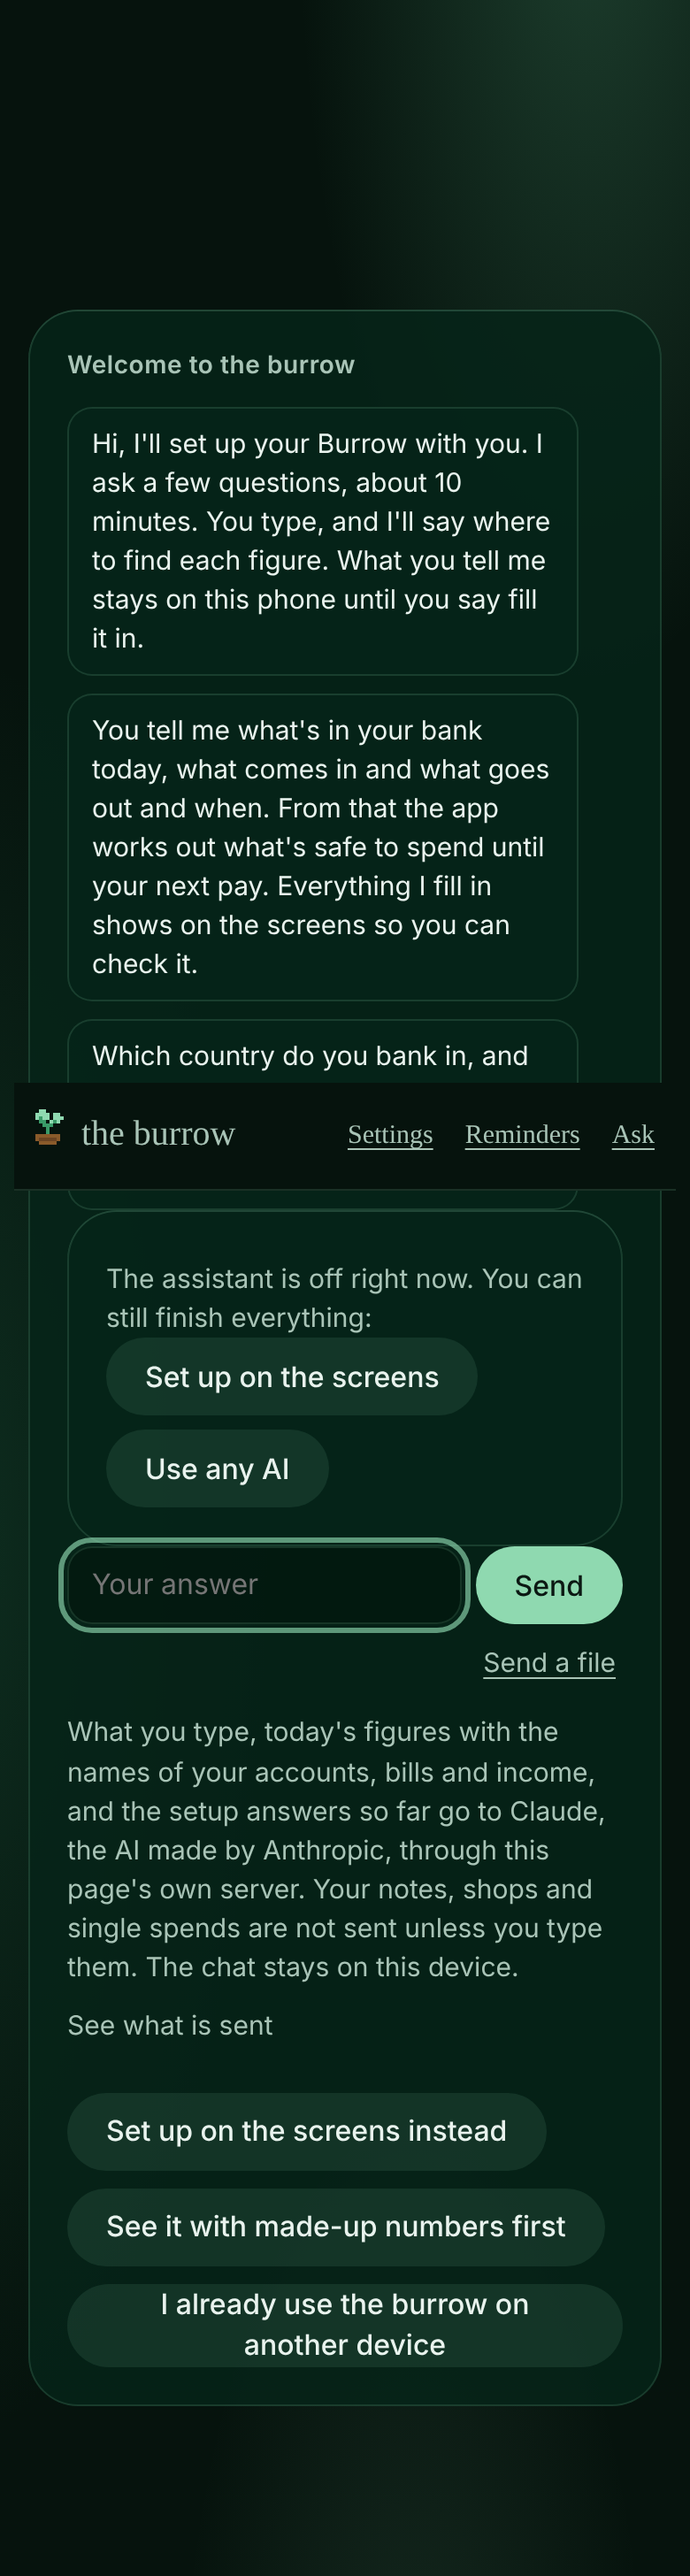 Welcome to the burrow
Hi, I'll set up your Burrow with you. I
ask a few questions, about 10
minutes. You type, and I'll say where
to find each figure. What you tell me
stays on this phone until you say fill
it in.
You tell me what's in your bank
today, what comes in and what goes
out and when. From that the app
works out what's safe to spend until
your next pay. Everything I fill in
shows on the screens so you can
check it.
Which country do you bank in, and
the burrow
Settings
Reminders
Ask
The assistant is off right now. You can
still finish everything:
Set up on the screens
Use any AI
Your answer
Send
Send a file
What you type, today's figures with the
names of your accounts, bills and income,
and the setup answers so far go to Claude,
the AI made by Anthropic, through this
page's own server. Your notes, shops and
single spends are not sent unless you type
them. The chat stays on this device.
See what is sent
Set up on the screens instead
See it with made-up numbers first
I already use the burrow on
another device